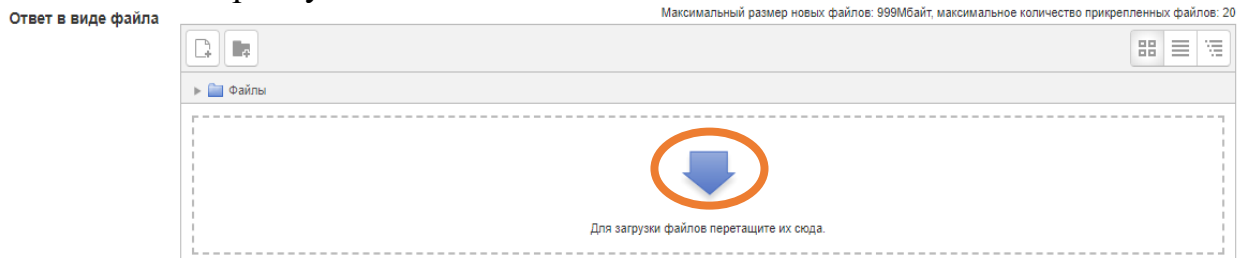 Ответ в виде файла
Максимальный размер новых файлов: 999Мбайт, максимальное количество прикрепленных файлов: 20
Файлы
Для загрузки файлов перетащите их сюда.